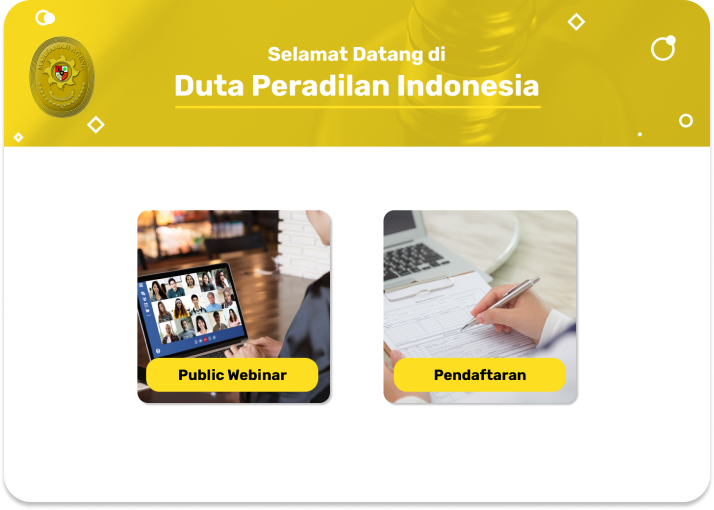 Selamat Datang di
Duta Peradilan Indonesia
Public Webinar
Pendaftaran